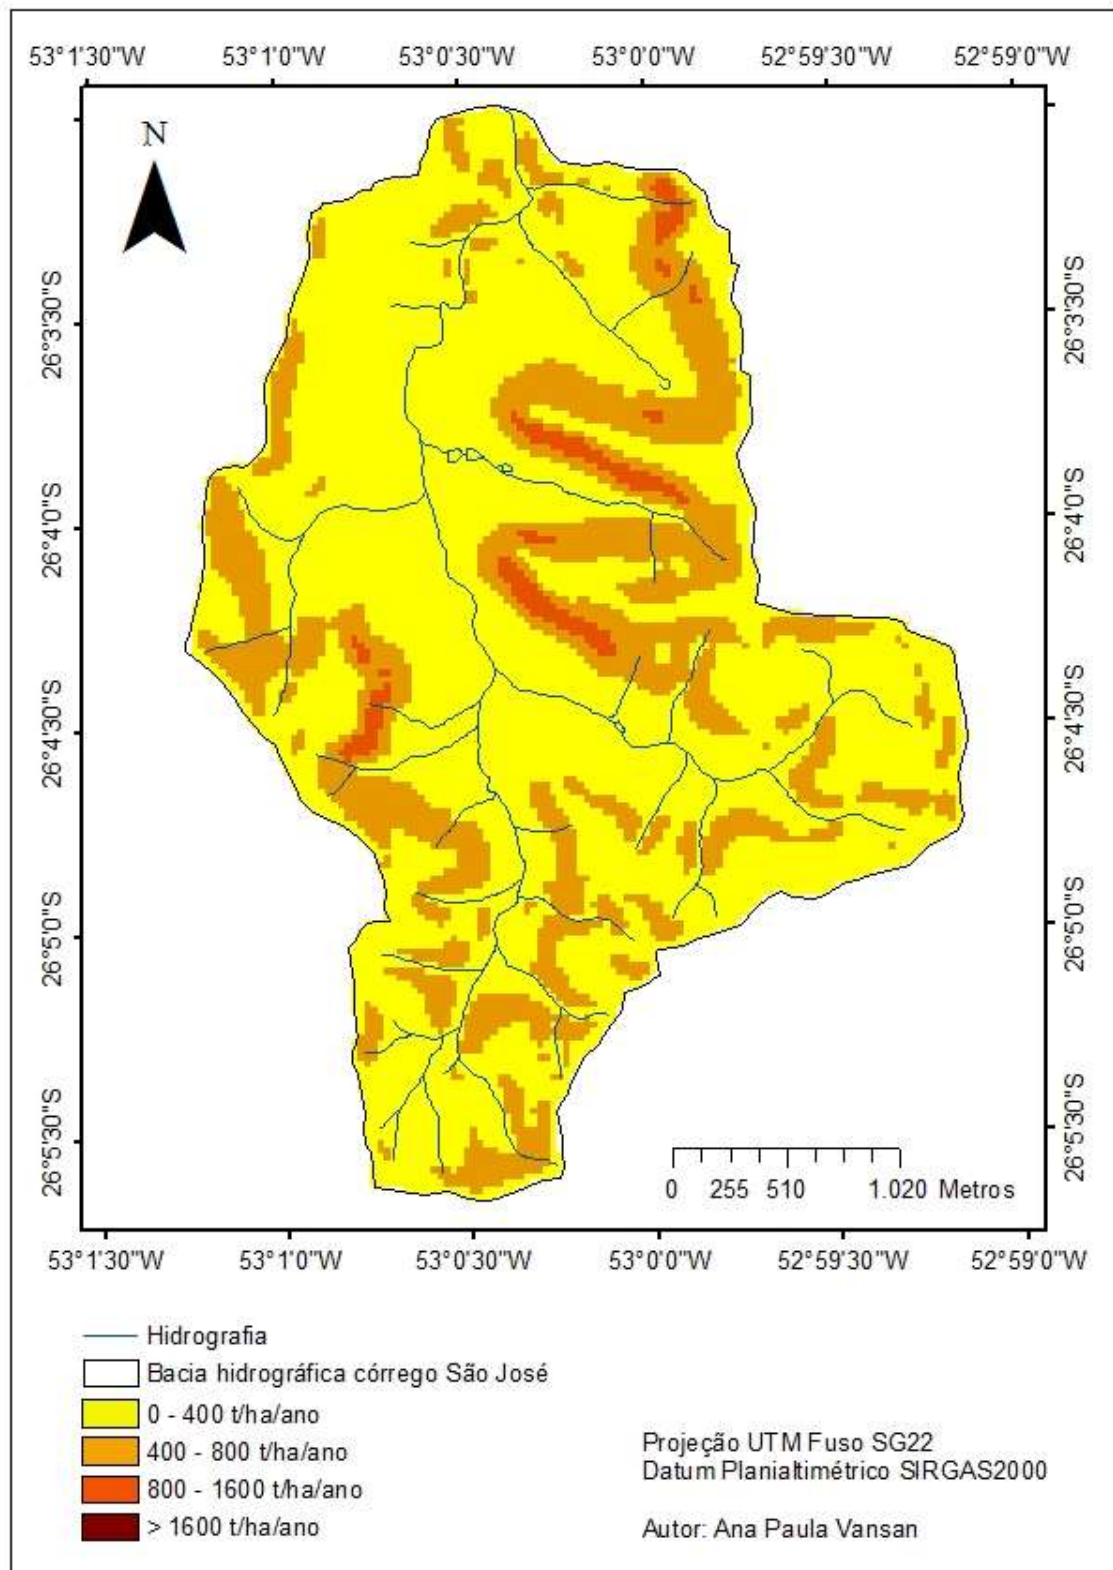 53°1'30"W 53°1'0"W 53°0'30"W 53°0'0"W 52°59'30"W 52°59'0"W
N
26°3'30"S 26°3'30"S
26°4'0"S 26°4'0"S
26°4'30"S 26°4'30"S
26°5'0"S 26°5'0"S
26°5'30"S 26°5'30"S
0 255 510 1.020 Metros
53°1'30"W 53°1'0"W 53°0'30"W 53°0'0"W 52°59'30"W 52°59'0"W
Hidrografia
Bacia hidrográfica córrego São José
0 - 400 t/ha/ano
400 - 800 t/ha/ano
800 - 1600 t/ha/ano
> 1600 t/ha/ano
Projeção UTM Fuso SG22
Datum Planialtimétrico SIRGAS2000
Autor: Ana Paula Vansan